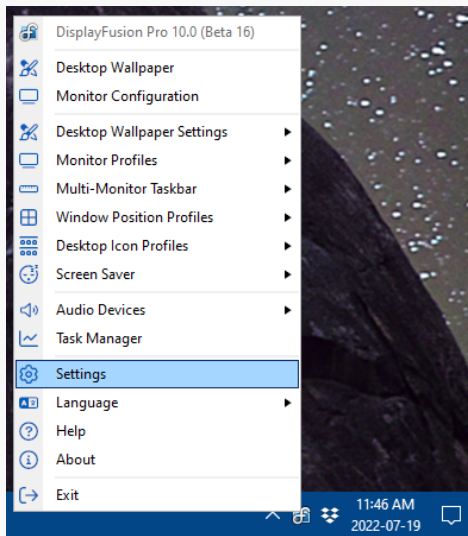 DisplayFusion Pro 10.0 (Beta 16)
Desktop Wallpaper
Monitor Configuration
Desktop Wallpaper Settings
Monitor Profiles
Multi-Monitor Taskbar
Window Position Profiles
Desktop Icon Profiles
Screen Saver
Audio Devices
Task Manager
Settings
Language
Help
About
Exit
11:46 AM
2022-07-19